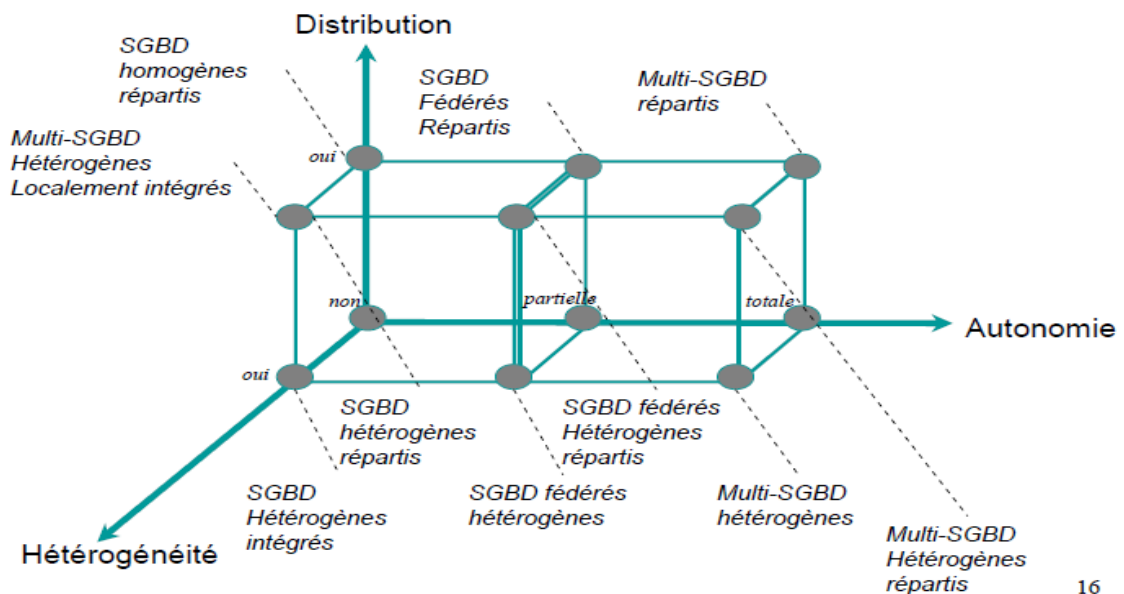 Distribution
SGBD
homogènes
répartis
SGBD
Fédérés
Répartis
Multi-SGBD
répartis
Multi-SGBD
Hétérogènes
Localement intégrés
oui
non
partielle
totale
Autonomie
oui
SGBD
hétérogènes
répartis
SGBD fédérés
Hétérogènes
répartis
SGBD
Hétérogènes
intégrés
SGBD fédérés
hétérogènes
Multi-SGBD
hétérogènes
Multi-SGBD
Hétérogènes
répartis
Hétérogénéité
16